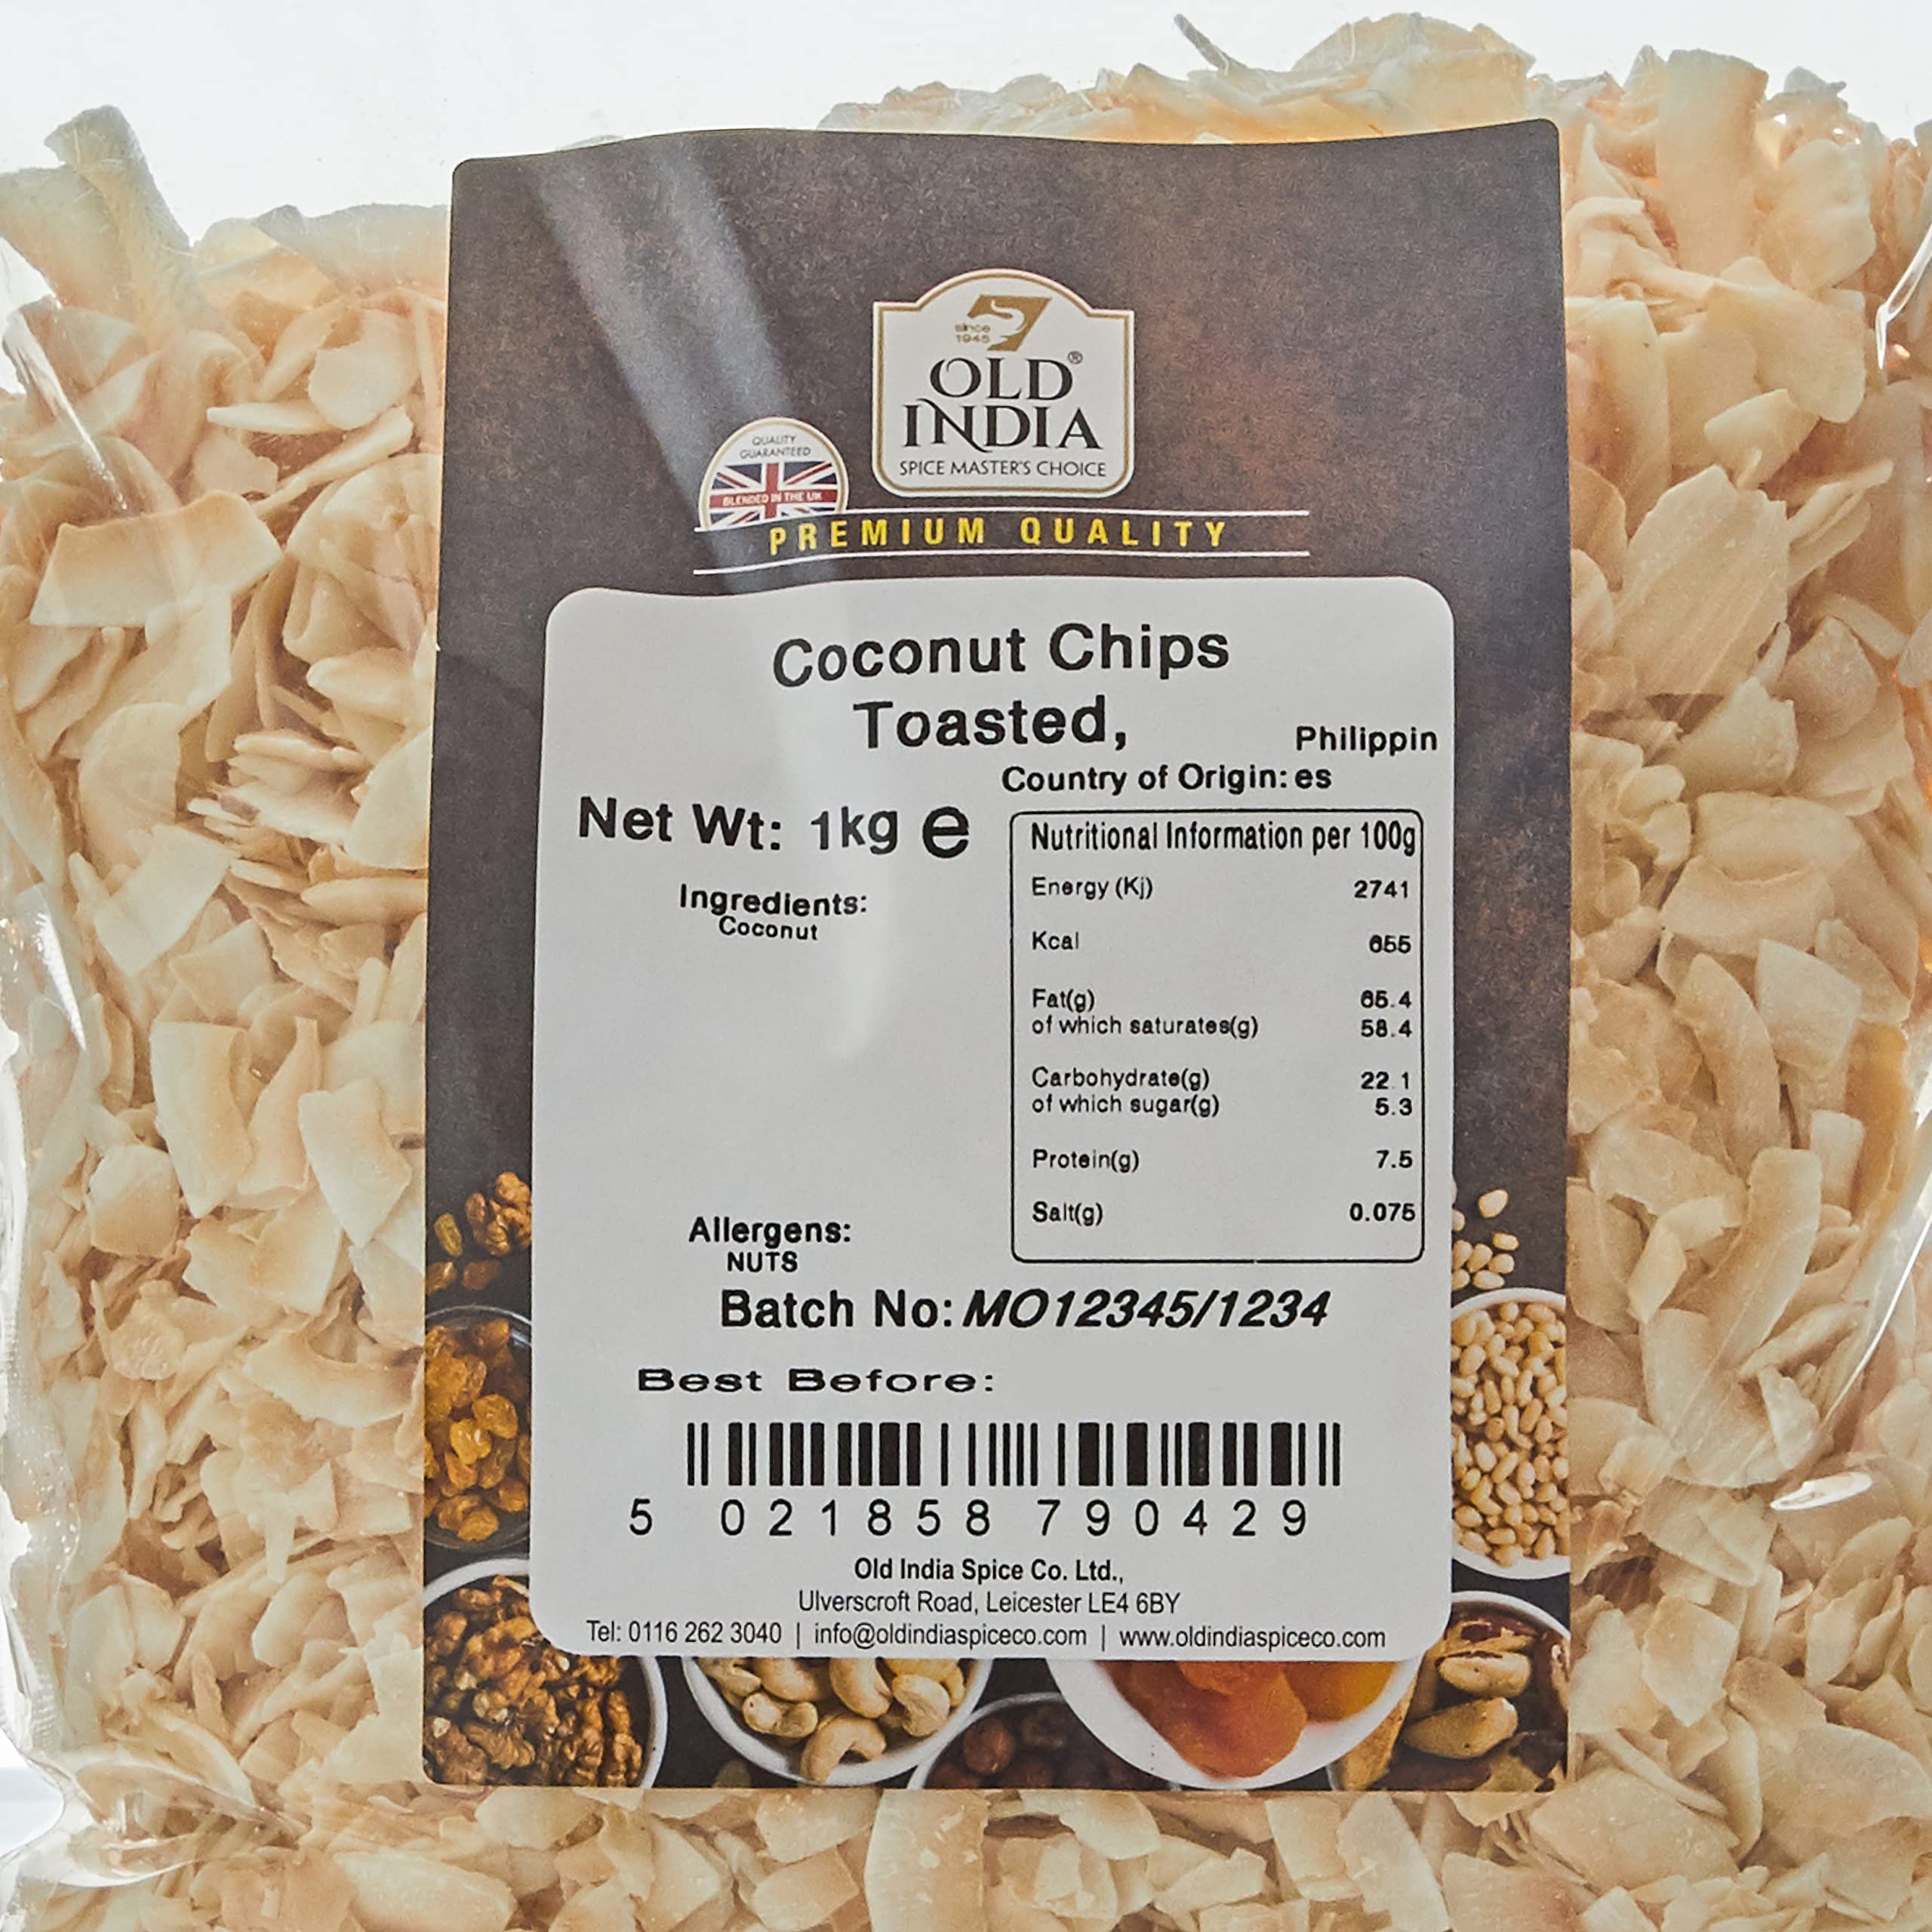 since
1945
OLD®
INDIA
SPICE MASTER'S CHOICE
QUALITY
GUARANTEED
BLENDED IN THE UK
PREMIUM QUALITY
Coconut Chips
Toasted,
Philippin
Country of Origin: es
Net Wt: 1kg e
Ingredients:
Coconut
Nutritional Information per 100g
Energy (Kj) 2741
Kcal 655
Fat(g) 65.4
of which saturates(g) 58.4
Carbohydrate(g) 22.1
of which sugar(g) 5.3
Protein(g) 7.5
Salt(g) 0.075
Allergens:
NUTS
Batch No: MO12345/1234
Best Before:
5 021858 790429
Old India Spice Co. Ltd.,
Ulverscroft Road, Leicester LE4 6BY
Tel: 0116 262 3040 | info@oldindiaspiceco.com | www.oldindiaspiceco.com